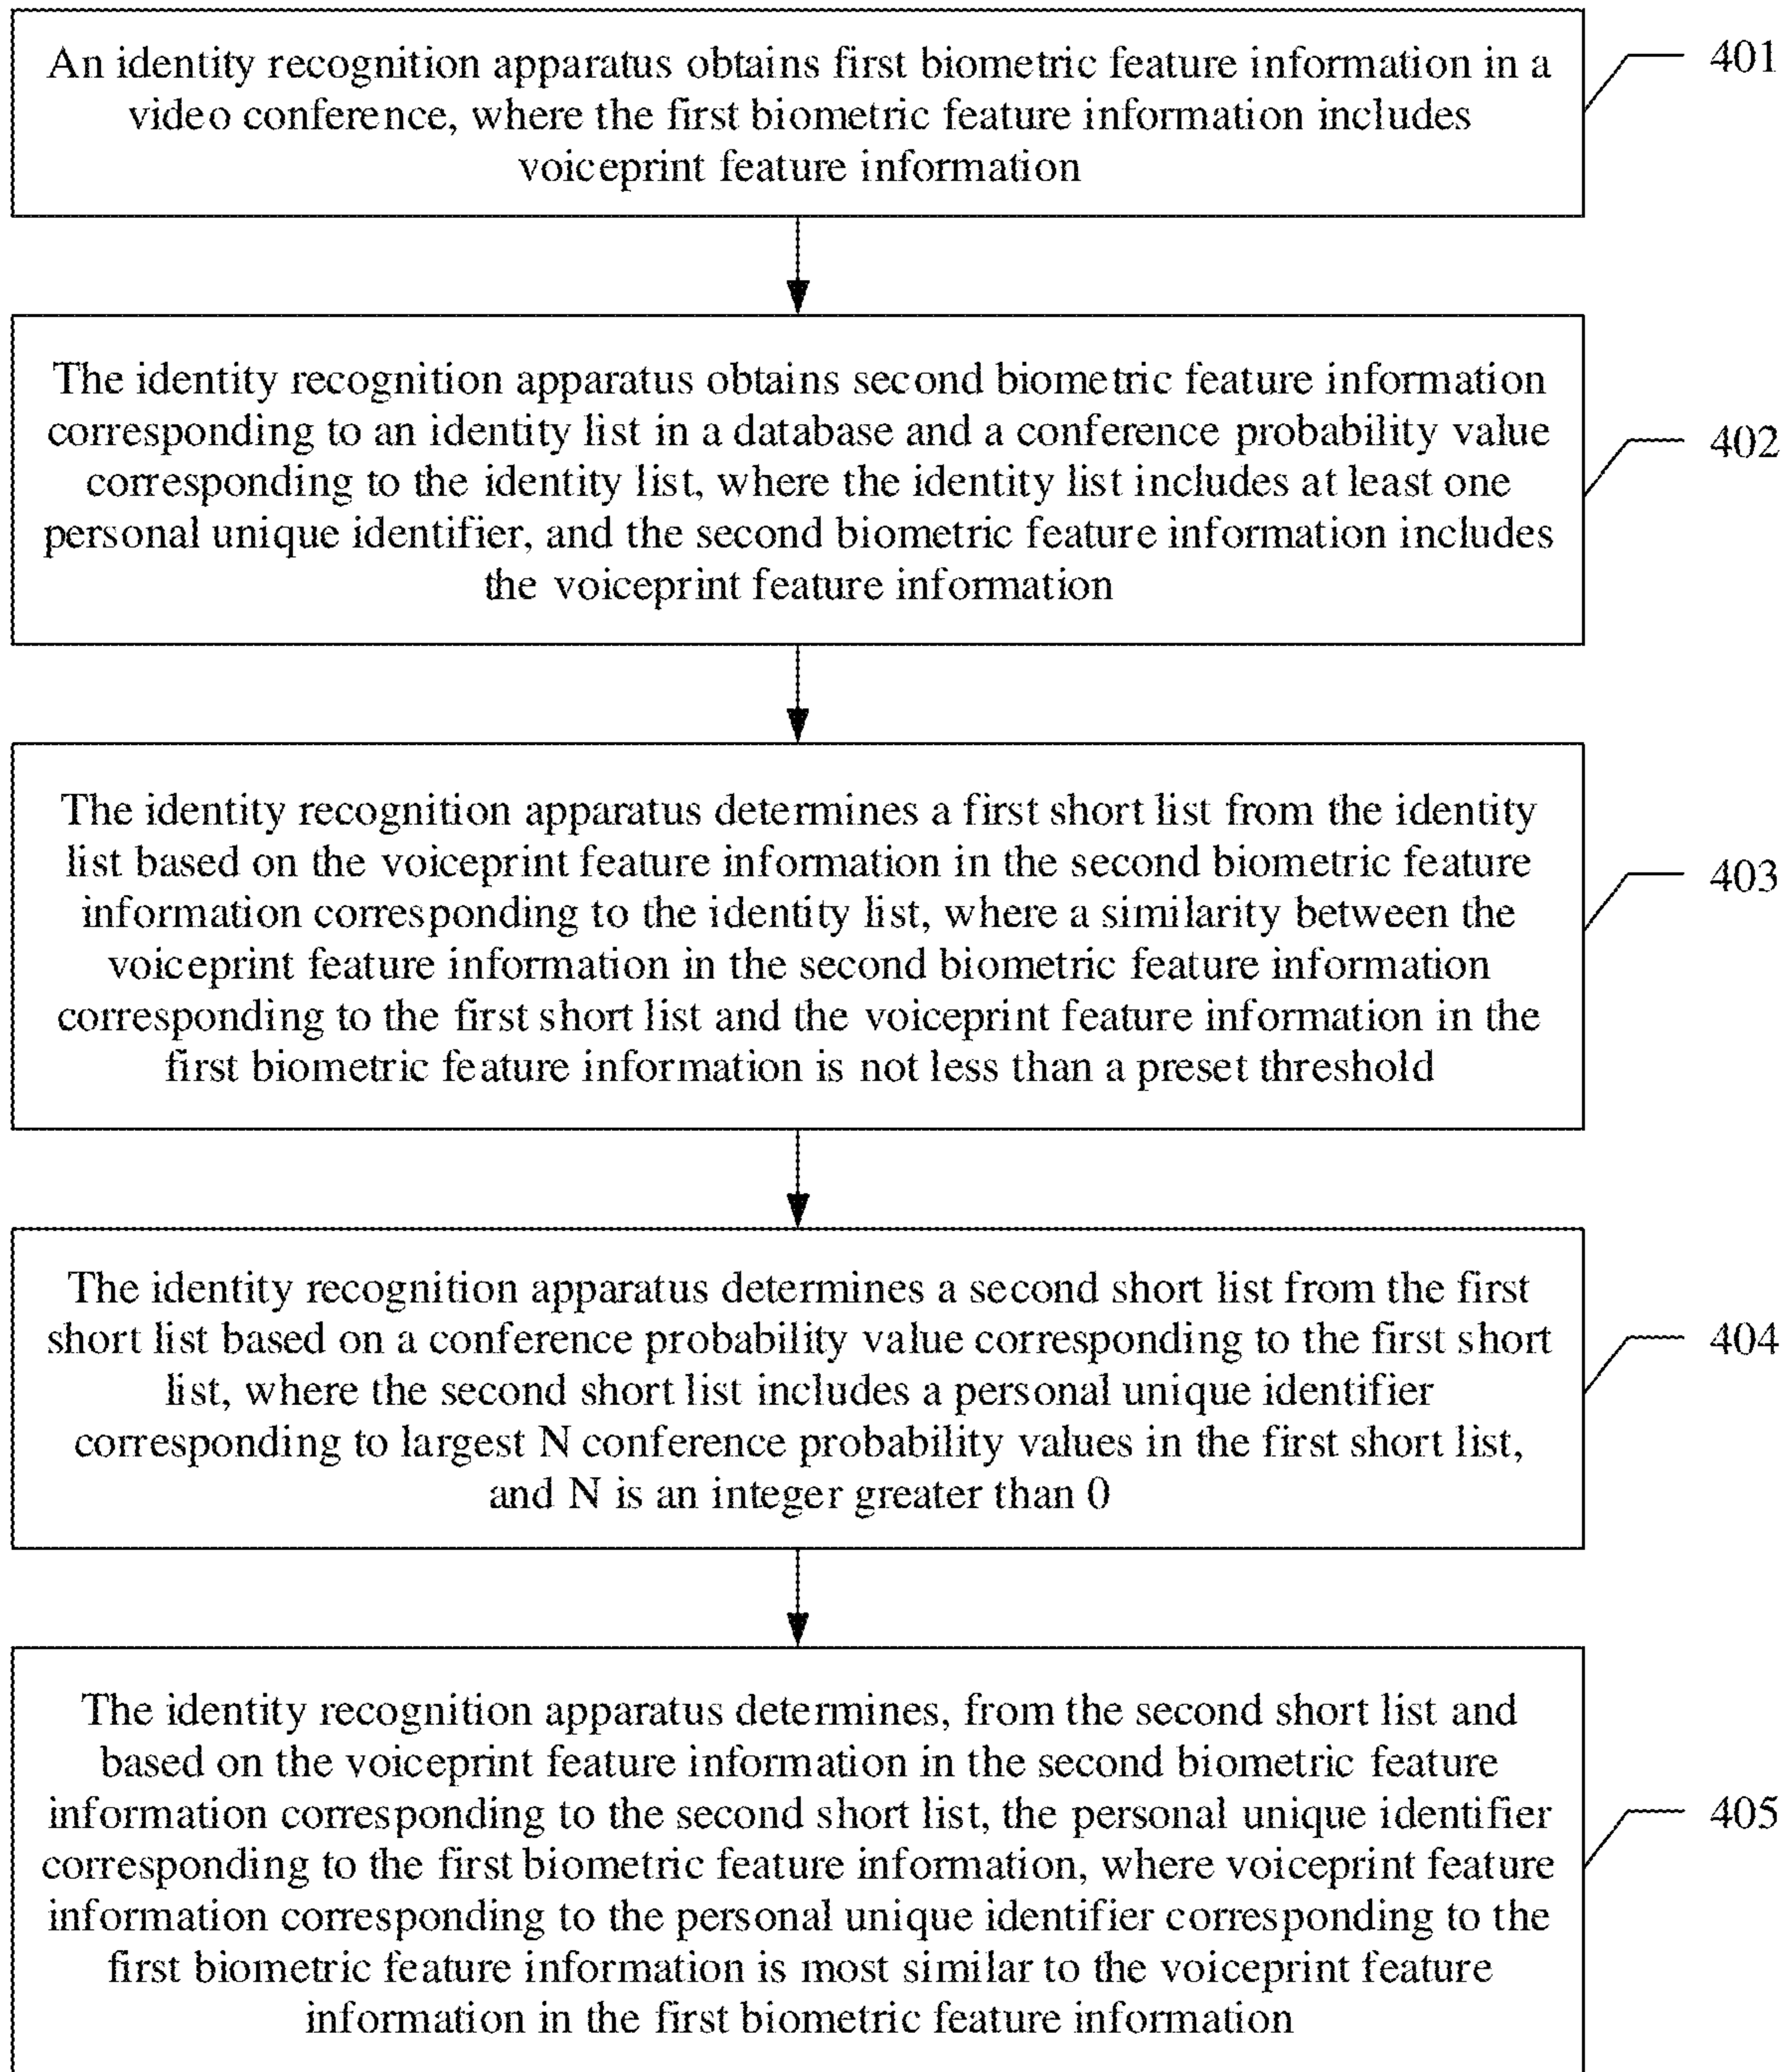 An identity recognition apparatus obtains first biometric feature information in a
video conference, where the first biometric feature information includes
voiceprint feature information
401
The identity recognition apparatus obtains second biometric feature information
corresponding to an identity list in a database and a conference probability value
corresponding to the identity list, where the identity list includes at least one
personal unique identifier, and the second biometric feature information includes
the voiceprint feature information
402
The identity recognition apparatus determines a first short list from the identity
list based on the voiceprint feature information in the second biometric feature
information corresponding to the identity list, where a similarity between the
voiceprint feature information in the second biometric feature information
corresponding to the first short list and the voiceprint feature information in the
first biometric feature information is not less than a preset threshold
403
The identity recognition apparatus determines a second short list from the first
short list based on a conference probability value corresponding to the first short
list, where the second short list includes a personal unique identifier
corresponding to largest N conference probability values in the first short list,
and N is an integer greater than 0
404
The identity recognition apparatus determines, from the second short list and
based on the voiceprint feature information in the second biometric feature
information corresponding to the second short list, the personal unique identifier
corresponding to the first biometric feature information, where voiceprint feature
information corresponding to the personal unique identifier corresponding to the
first biometric feature information is most similar to the voiceprint feature
information in the first biometric feature information
405